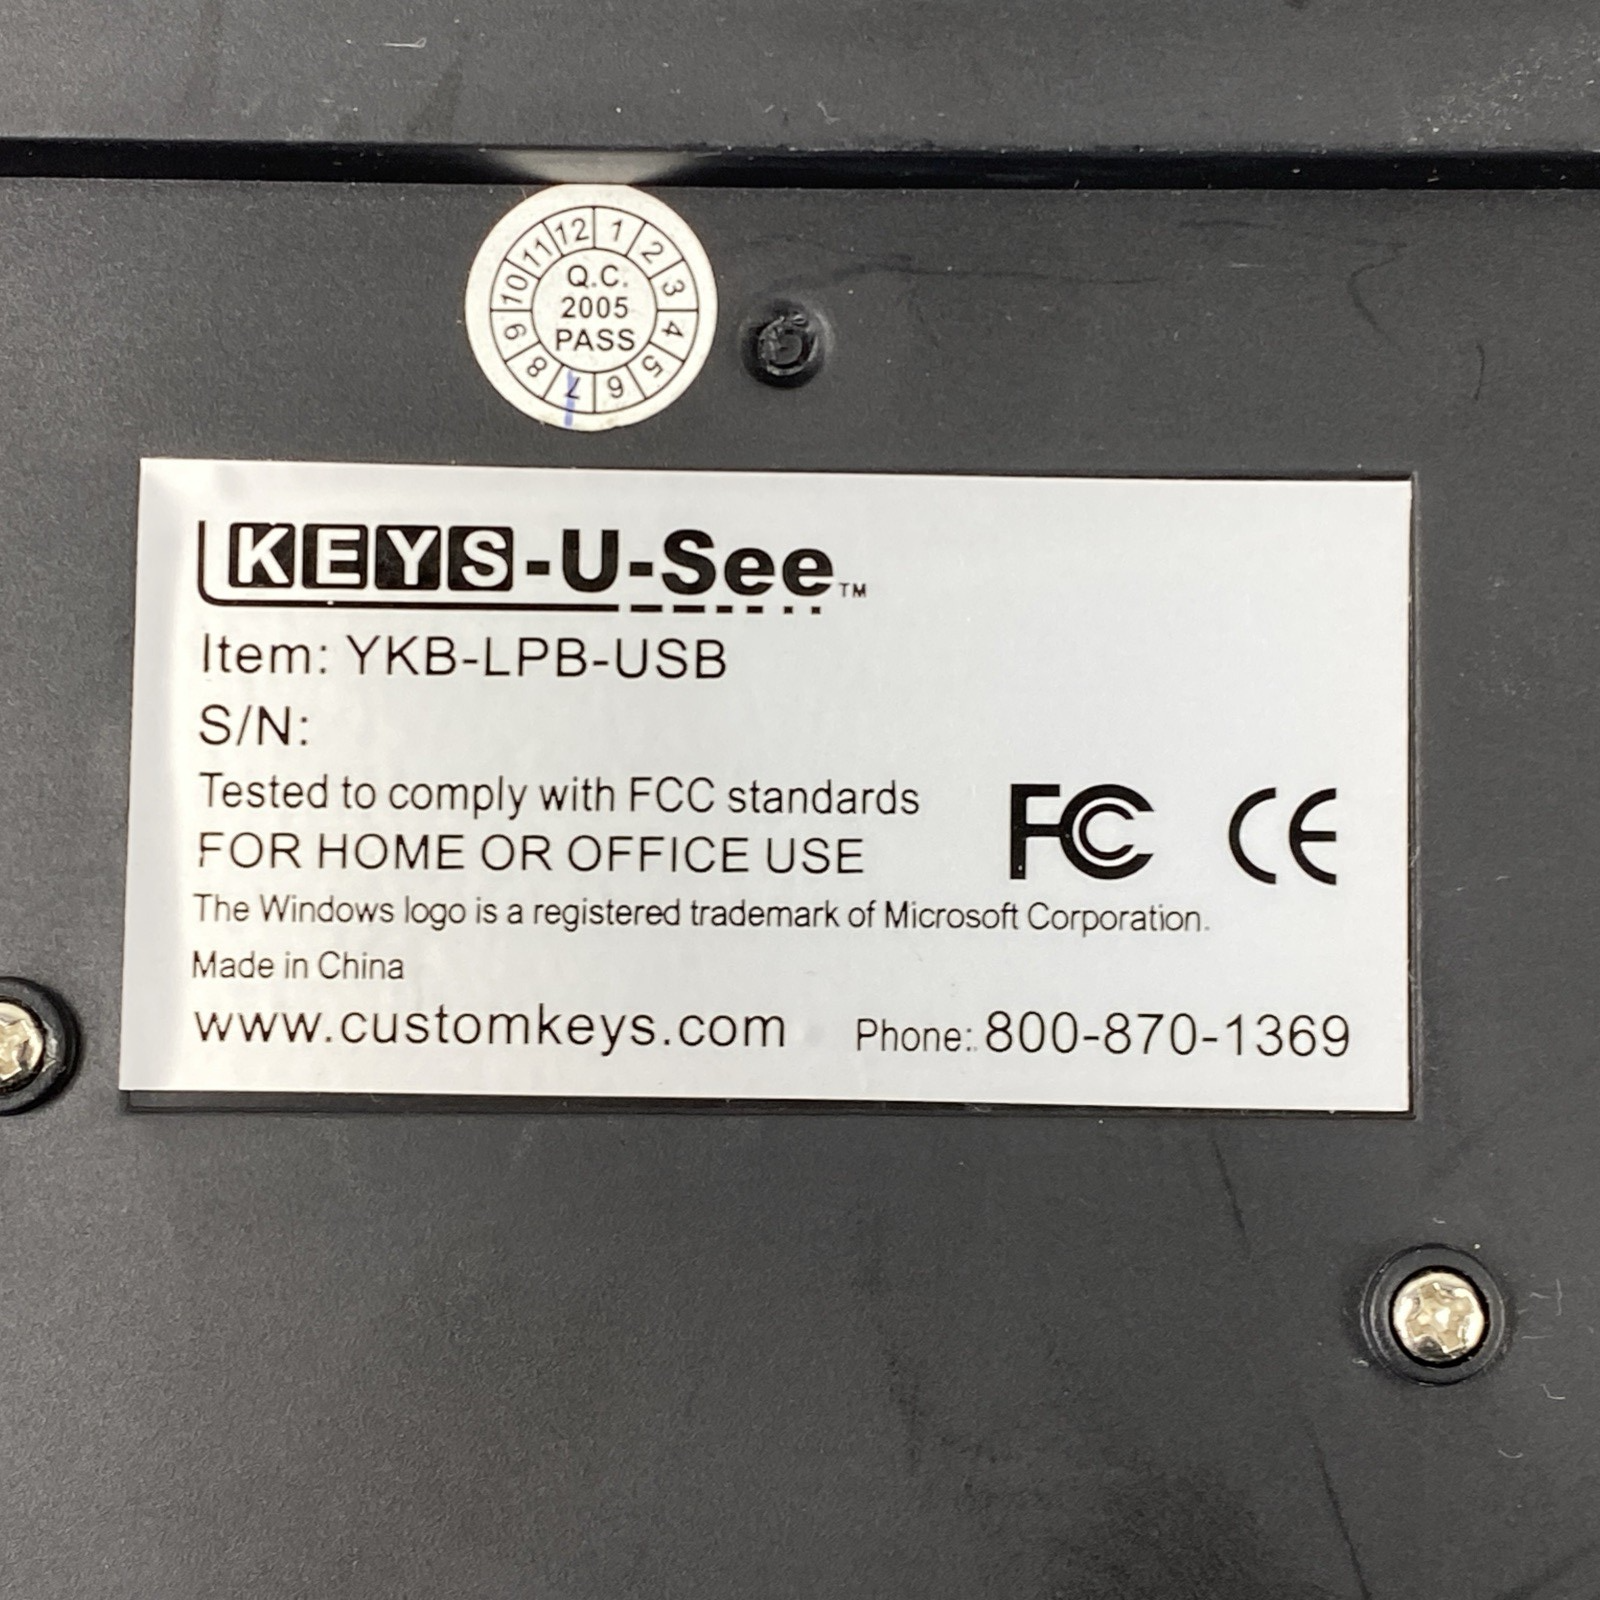 12 1 2 3 4 5 6 7 8 9 10 11
Q.C.
2005
PASS
KEYS-U-See™
Item: YKB-LPB-USB
S/N:
Tested to comply with FCC standards
FOR HOME OR OFFICE USE
FC CE
The Windows logo is a registered trademark of Microsoft Corporation.
Made in China
www.customkeys.com Phone: 800-870-1369